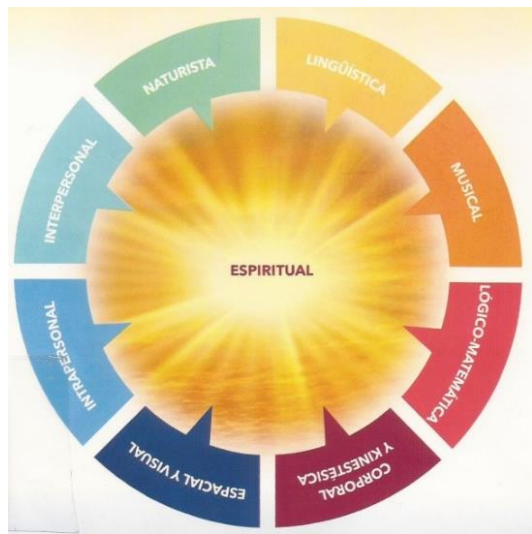 NATURISTA
LINGÜÍSTICA
INTERPERSONAL
MUSICAL
ESPIRITUAL
INTRAPERSONAL
LÓGICO-MATEMÁTICA
ESPACIAL Y VISUAL
CORPORAL
Y KINESTÉSICA